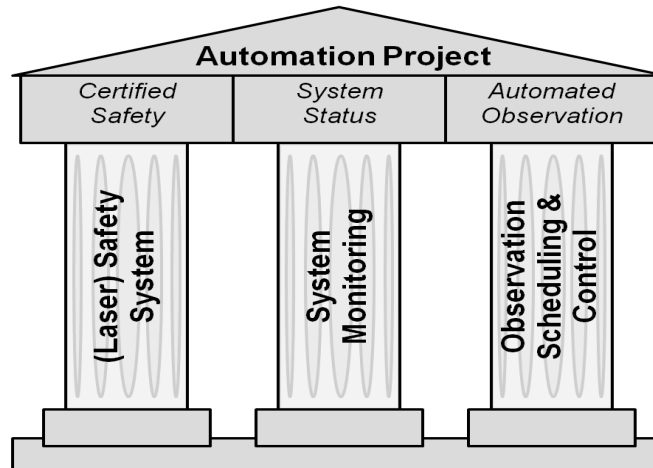 Automation Project
Certified
Safety
System
Status
Automated
Observation
(Laser) Safety
System
System
Monitoring
Observation
Scheduling &
Control